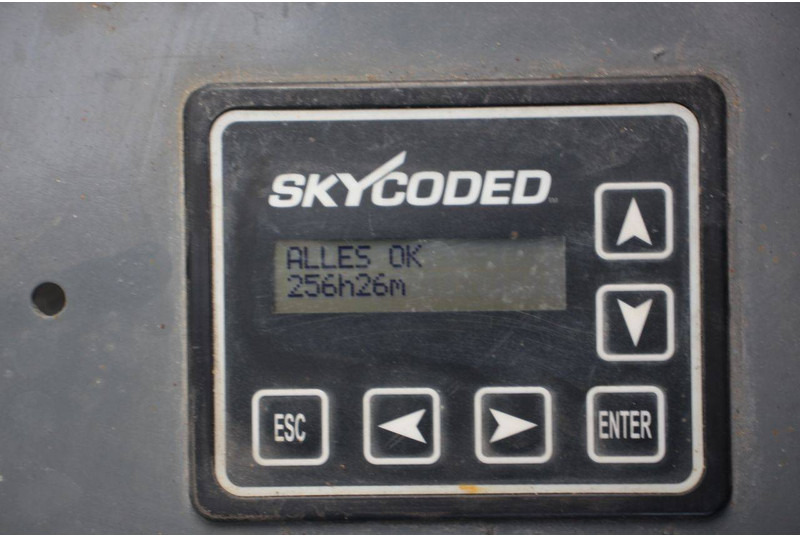 SKYCODED
ALLES OK
256h26m
ESC
ENTER